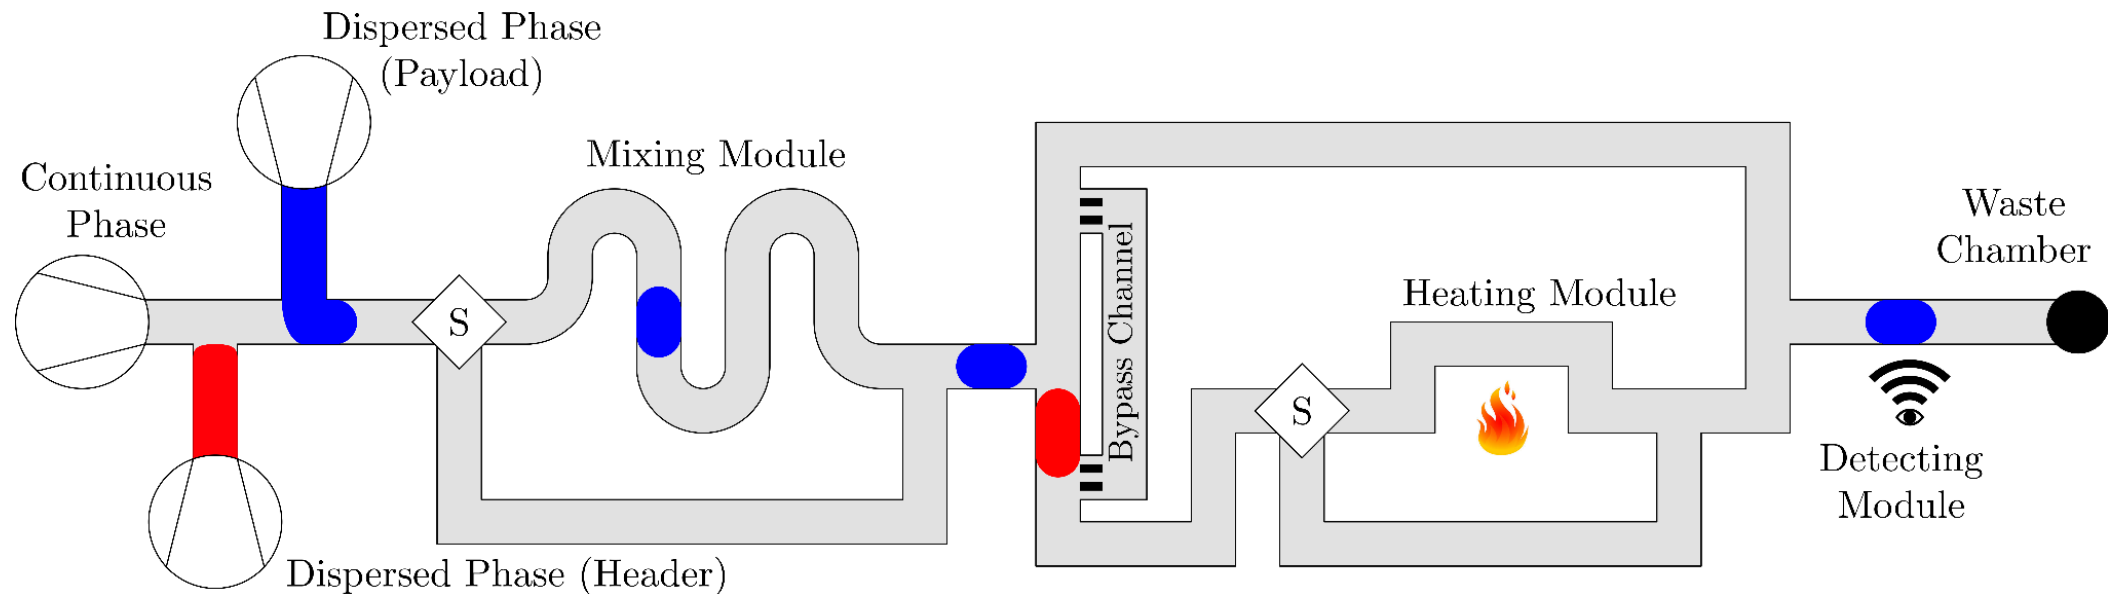 Dispersed Phase
(Payload)
Continuous
Phase
Mixing Module
Waste
Chamber
Bypass Channel
Heating Module
S
S
Detecting
Module
Dispersed Phase (Header)